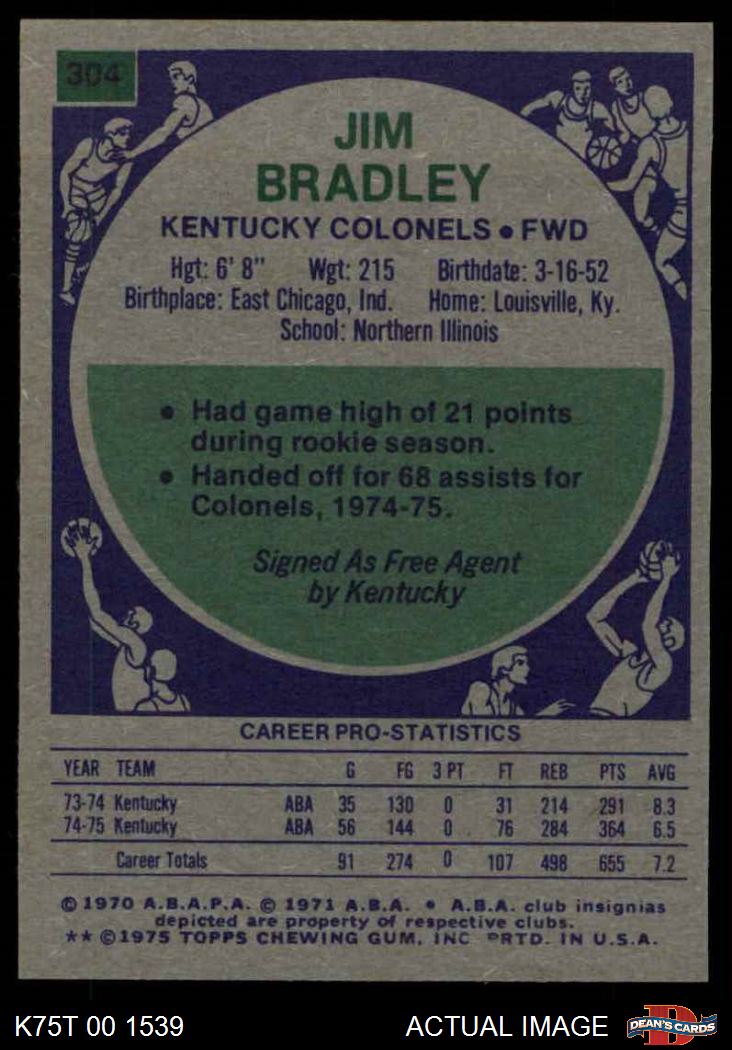 304
JIM
BRADLEY
KENTUCKY COLONELS • FWD
Hgt: 6' 8" Wgt: 215 Birthdate: 3-16-52
Birthplace: East Chicago, Ind. Home: Louisville, Ky.
School: Northern Illinois
• Had game high of 21 points
during rookie season.
• Handed off for 68 assists for
Colonels, 1974-75.
Signed As Free Agent
by Kentucky
CAREER PRO-STATISTICS
YEAR TEAM G FG 3 PT FT REB PTS AVG
73-74 Kentucky ABA 35 130 0 31 214 291 8.3
74-75 Kentucky ABA 56 144 0 76 284 364 6.5
Career Totals 91 274 0 107 498 655 7.2
© 1970 A.B.A.P.A. © 1971 A.B.A. • A.B.A. club insignias
depicted are property of respective clubs.
** © 1975 TOPPS CHEWING GUM, INC PRTD. IN U.S.A.
K75T 00 1539 ACTUAL IMAGE D DEAN'S CARDS